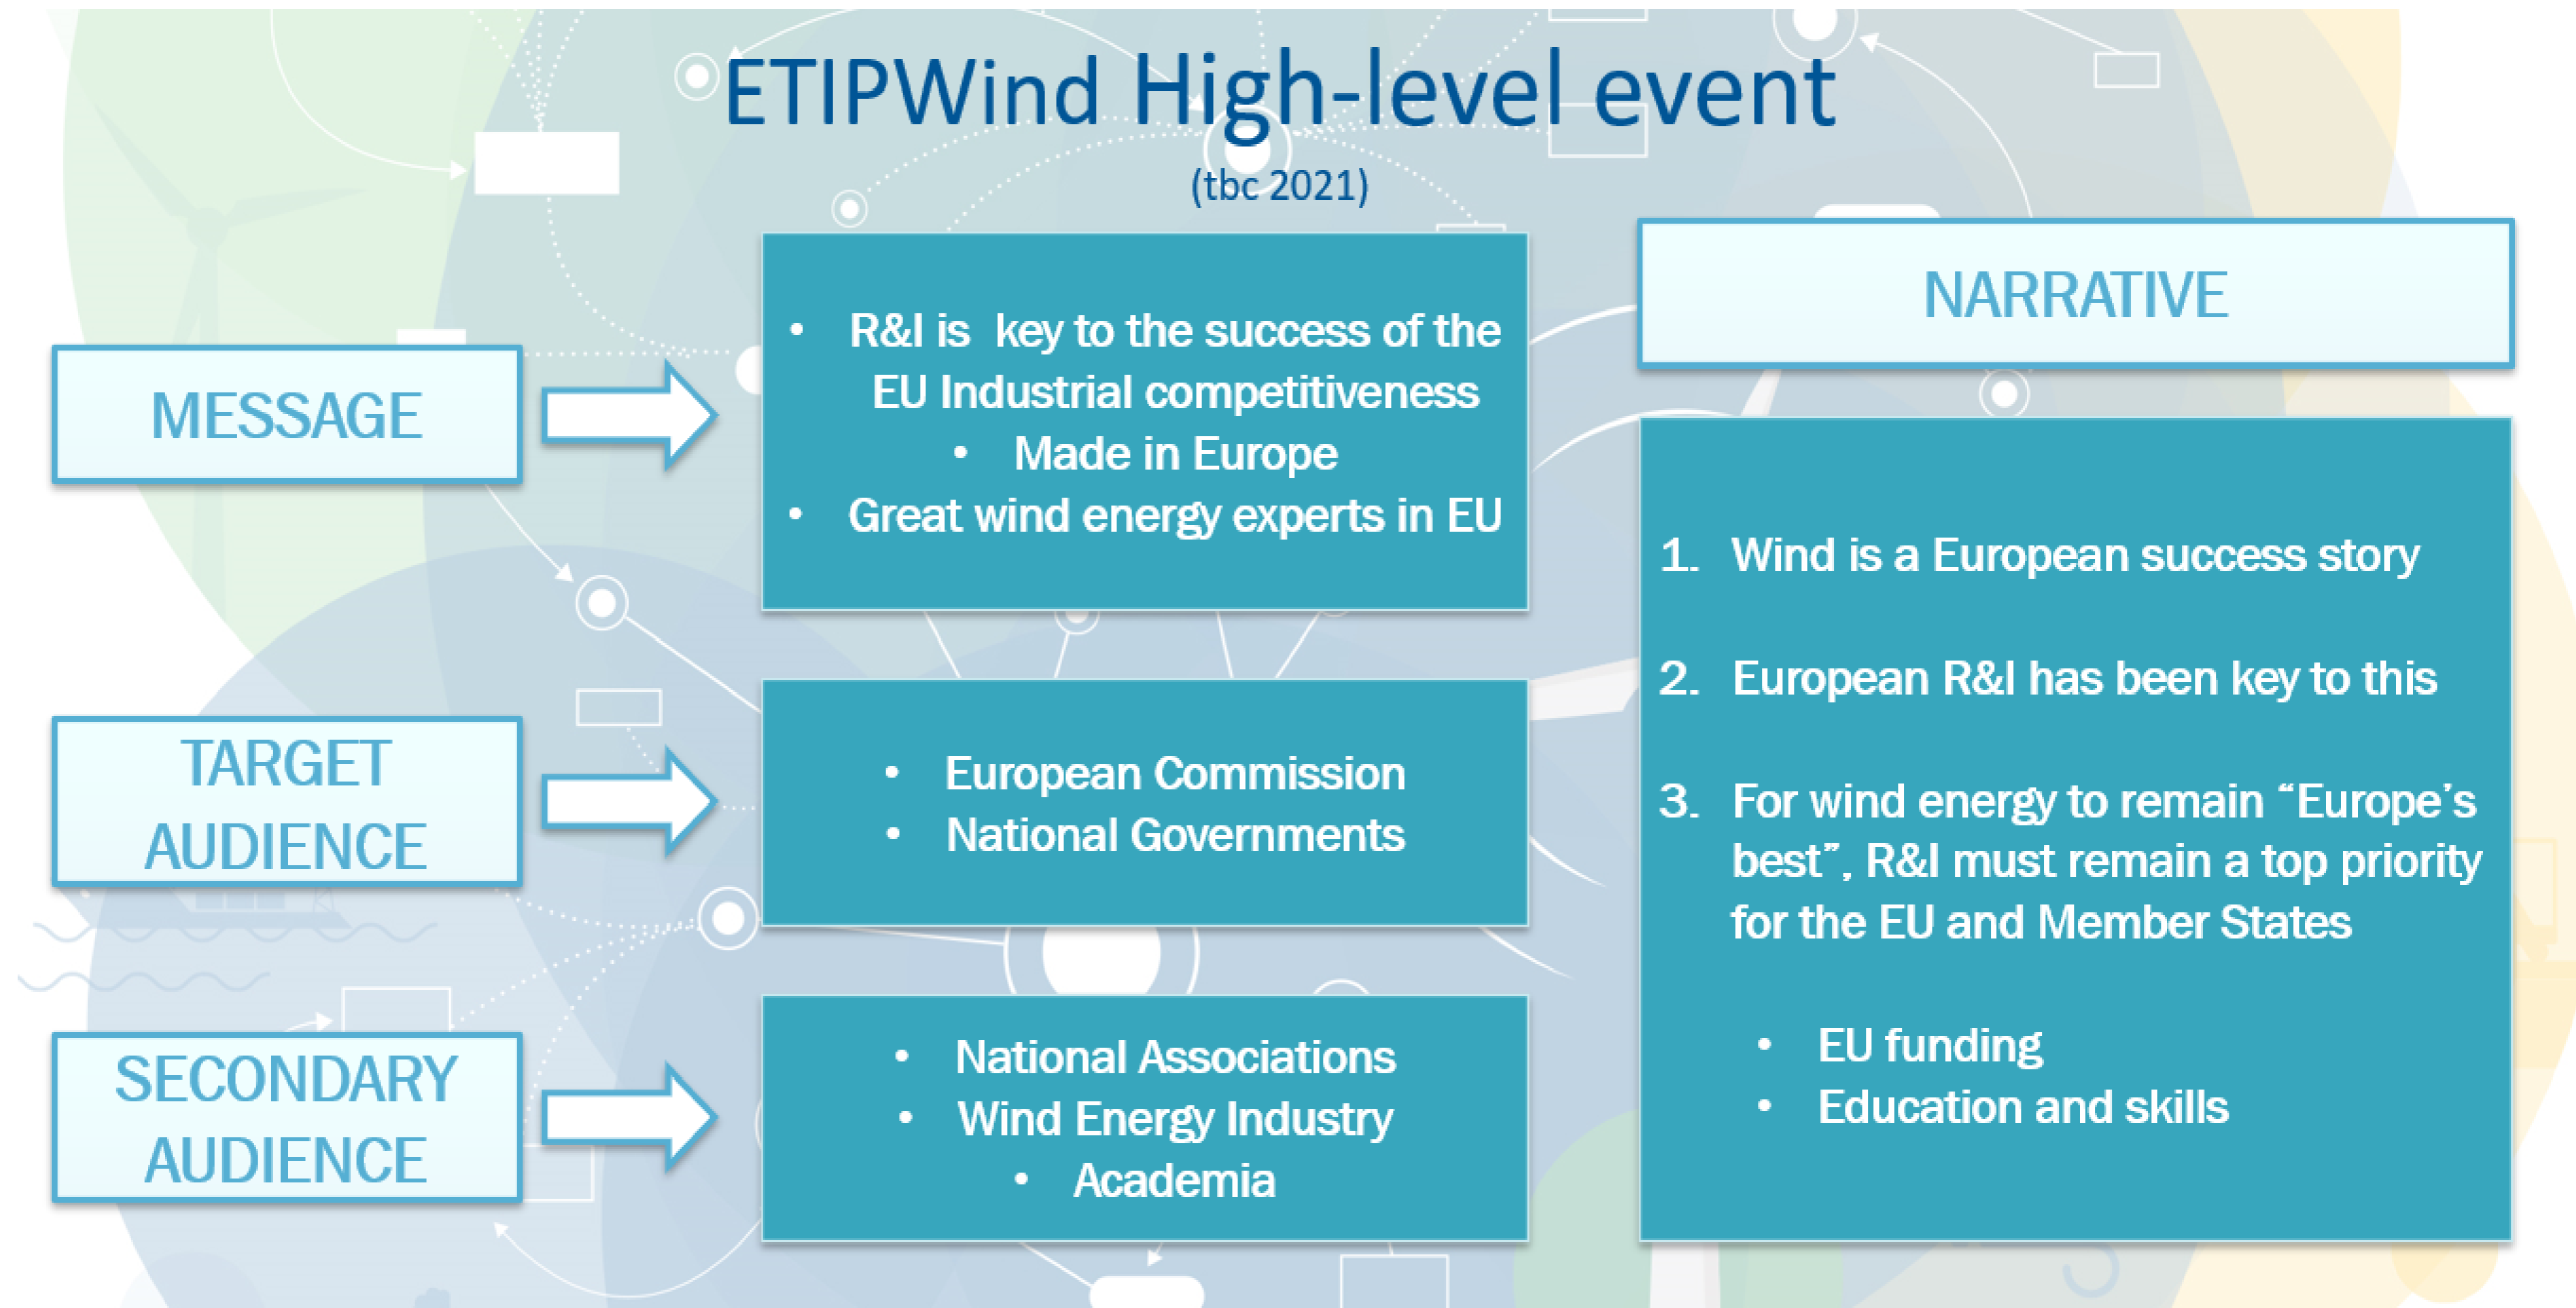 ETIPWind High-level event
(tbc 2021)
MESSAGE
• R&I is key to the success of the
EU Industrial competitiveness
• Made in Europe
• Great wind energy experts in EU
TARGET
AUDIENCE
• European Commission
• National Governments
SECONDARY
AUDIENCE
• National Associations
• Wind Energy Industry
• Academia
NARRATIVE
1. Wind is a European success story
2. European R&I has been key to this
3. For wind energy to remain “Europe’s
best”, R&I must remain a top priority
for the EU and Member States
• EU funding
• Education and skills